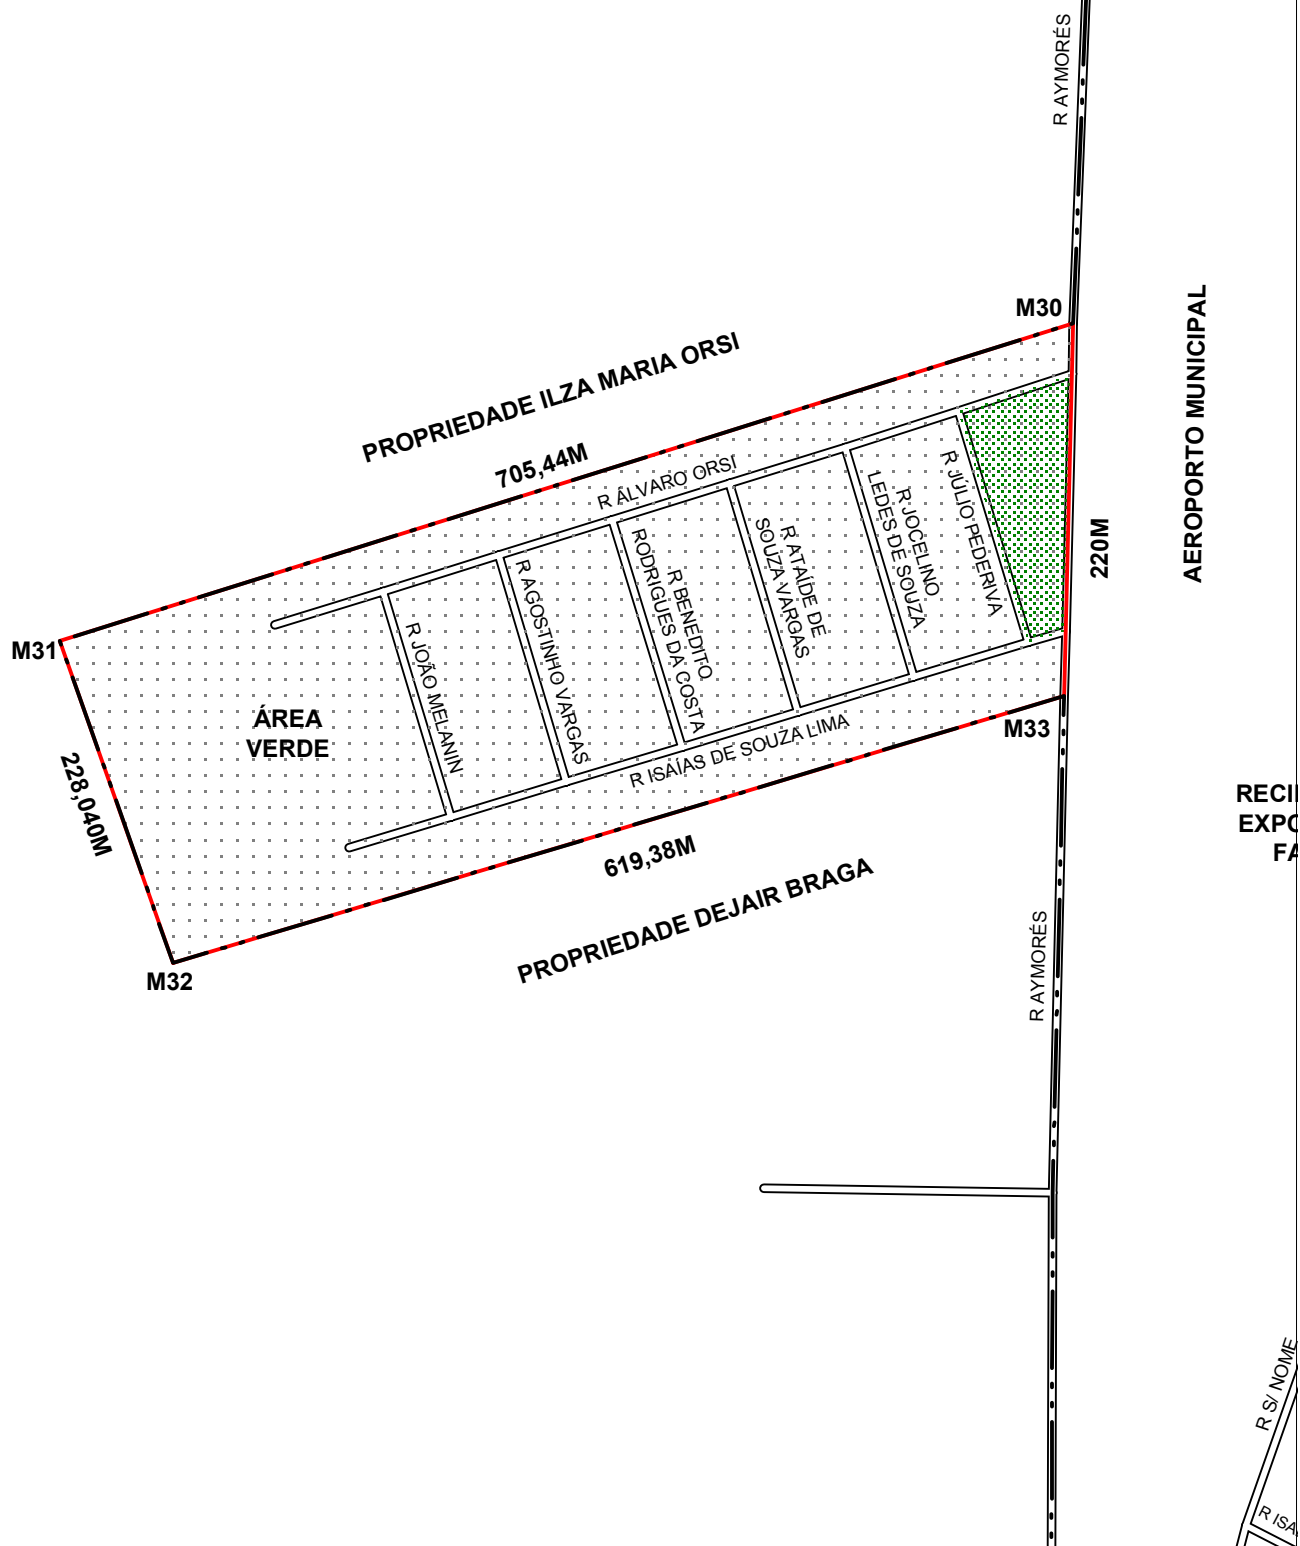 R AYMORÉS
M30
AEROPORTO MUNICIPAL
PROPRIEDADE ILZA MARIA ORSI
705,44M
R ÁLVARO ORSI
R JÚLIO PEDERIVA
R JOCELINO
LEDES DE SOUZA
R ATAÍDE DE
SOUZA VARGAS
R BENEDITO
RODRIGUES DA COSTA
R AGOSTINHO VARGAS
R JOÃO MELANIN
220M
M31
ÁREA
VERDE
228,040M
R ISAÍAS DE SOUZA LIMA
M33
619,38M
PROPRIEDADE DEJAIR BRAGA
M32
RECI
EXPO
FA
R AYMORÉS
R S/ NOME
R ISA